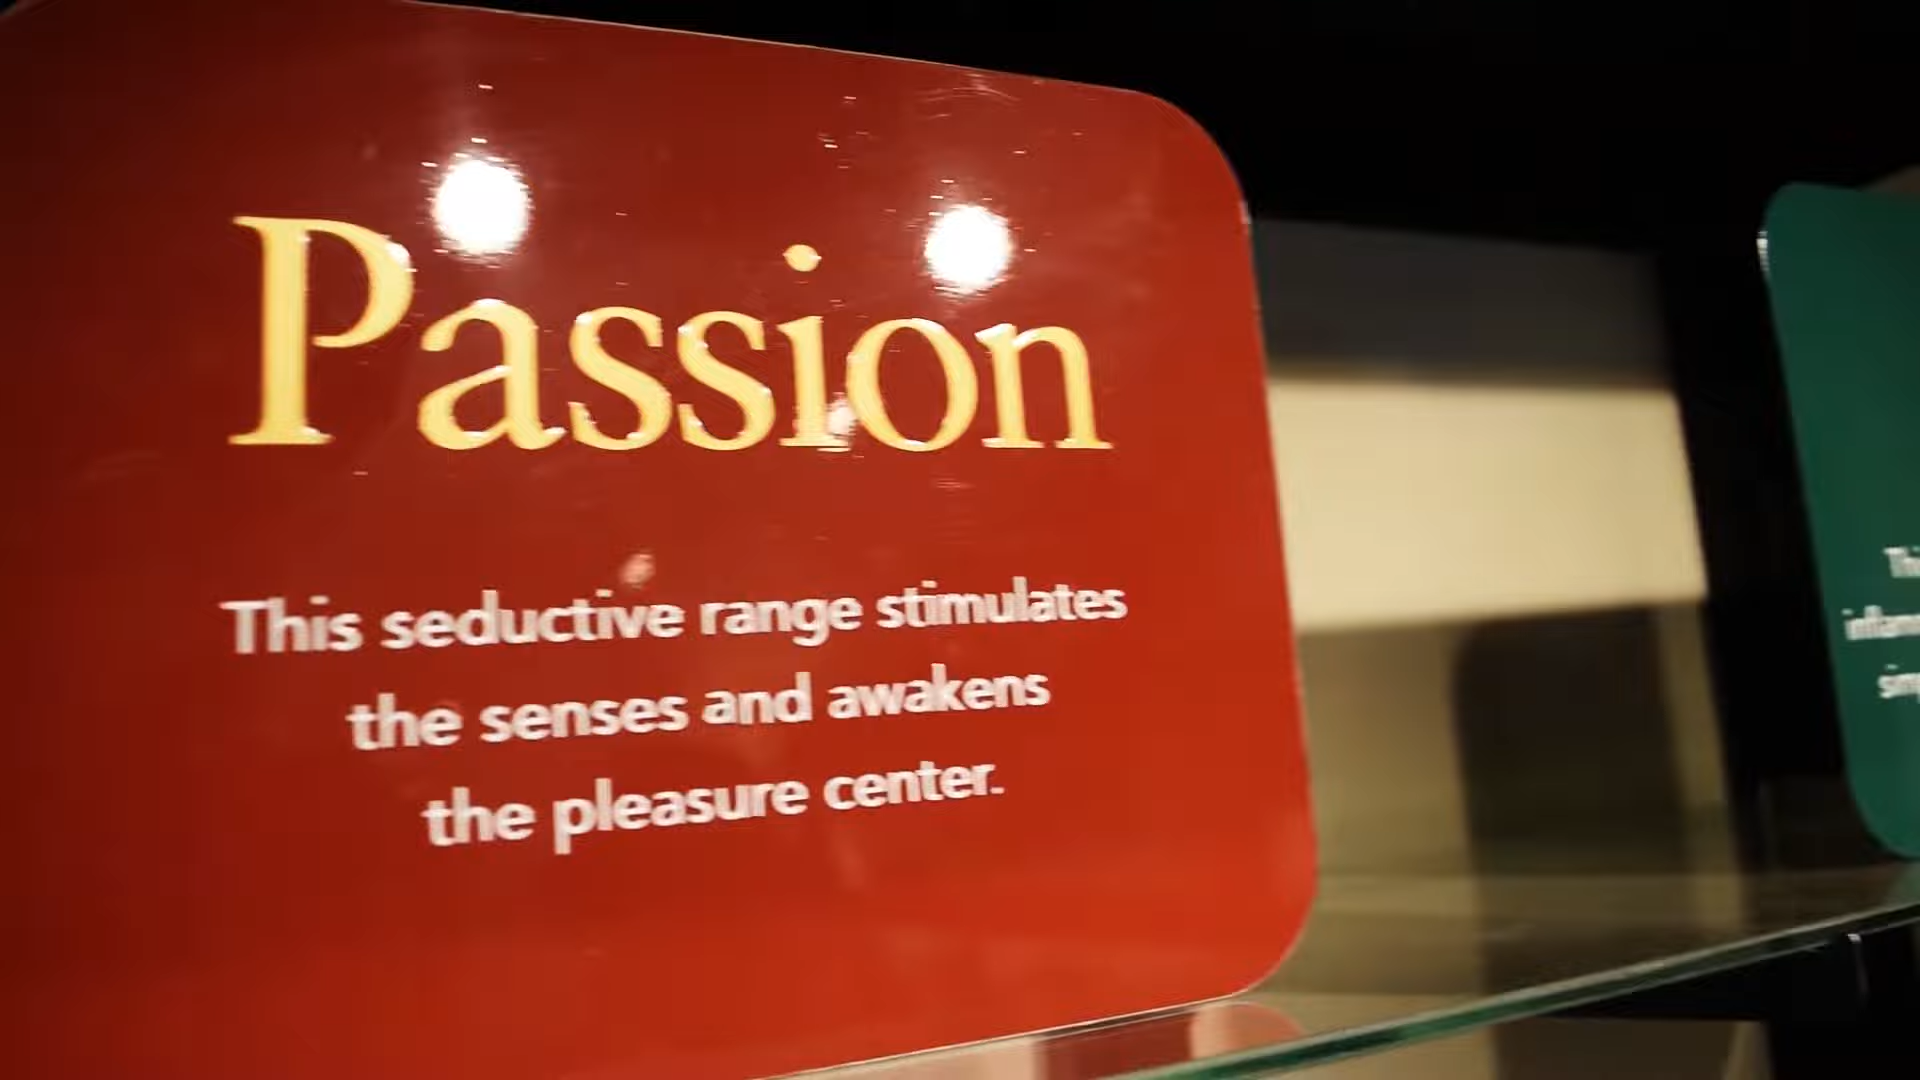 Passion
This seductive range stimulates
the senses and awakens
the pleasure center.